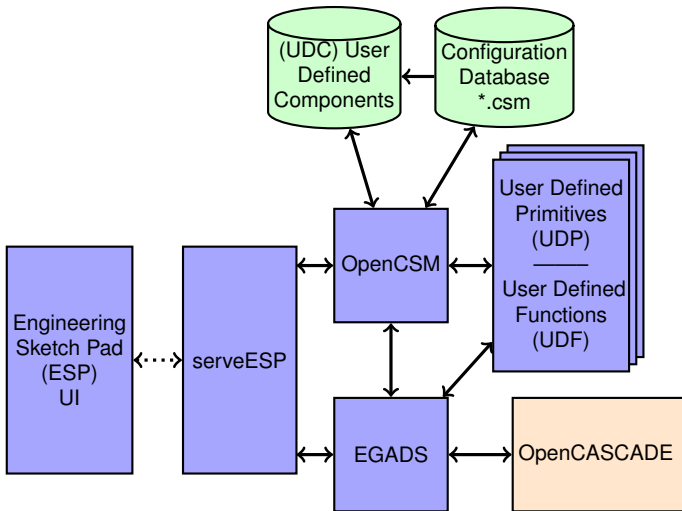 (UDC) User
Defined
Components
Configuration
Database
*.csm
User Defined
Primitives
(UDP)
User Defined
Functions
(UDF)
OpenCSM
Engineering
Sketch Pad
(ESP)
UI
serveESP
EGADS
OpenCASCADE